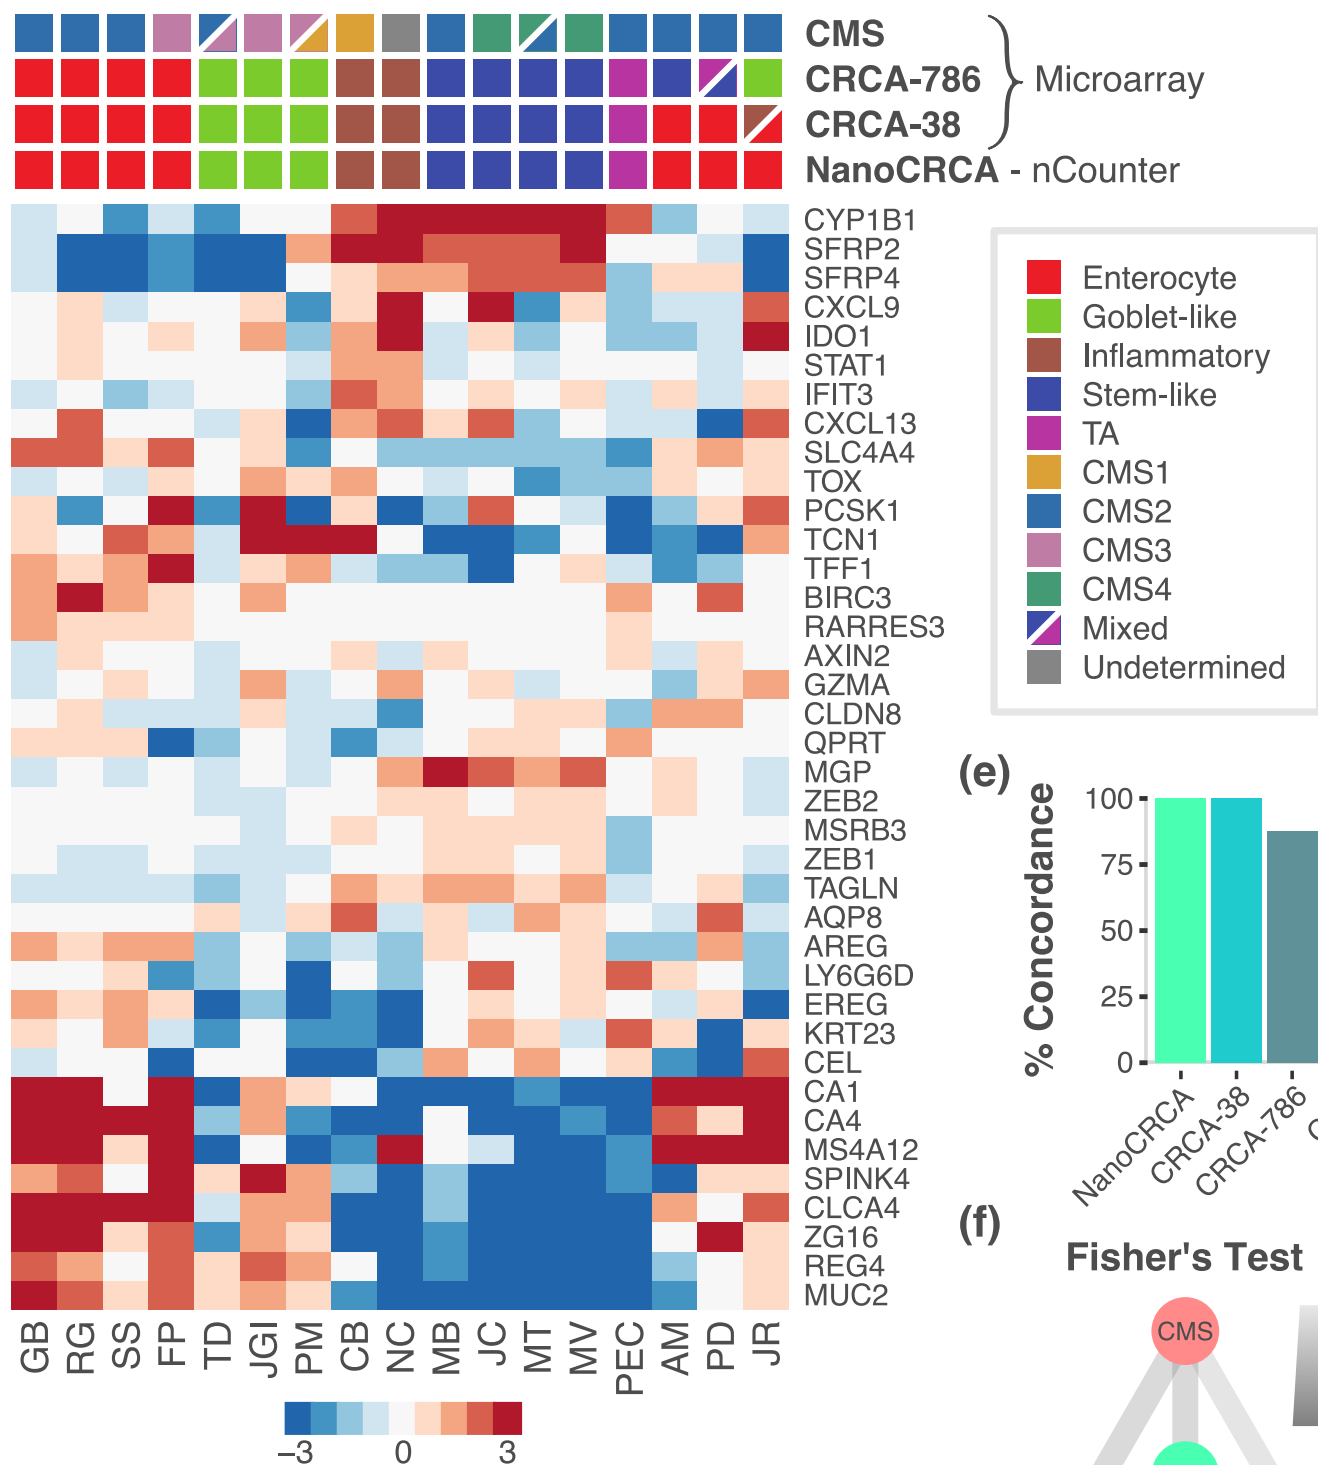 CMS
CRCA-786
CRCA-38
Microarray
NanoCRCA - nCounter
CYP1B1
SFRP2
SFRP4
CXCL9
IDO1
STAT1
IFIT3
CXCL13
SLC4A4
TOX
PCSK1
TCN1
TFF1
BIRC3
RARRES3
AXIN2
GZMA
CLDN8
QPRT
MGP
ZEB2
MSRB3
ZEB1
TAGLN
AQP8
AREG
LY6G6D
EREG
KRT23
CEL
CA1
CA4
MS4A12
SPINK4
CLCA4
ZG16
REG4
MUC2
GB RG SS FP TD JGI PM CB NC MB JC MT MV PEC AM PD JR
−3 0 3
Enterocyte
Goblet-like
Inflammatory
Stem-like
TA
CMS1
CMS2
CMS3
CMS4
Mixed
Undetermined
(e)
% Concordance
100
75
50
25
0
NanoCRCA
CRCA-38
CRCA-786
(f)
Fisher's Test
CMS